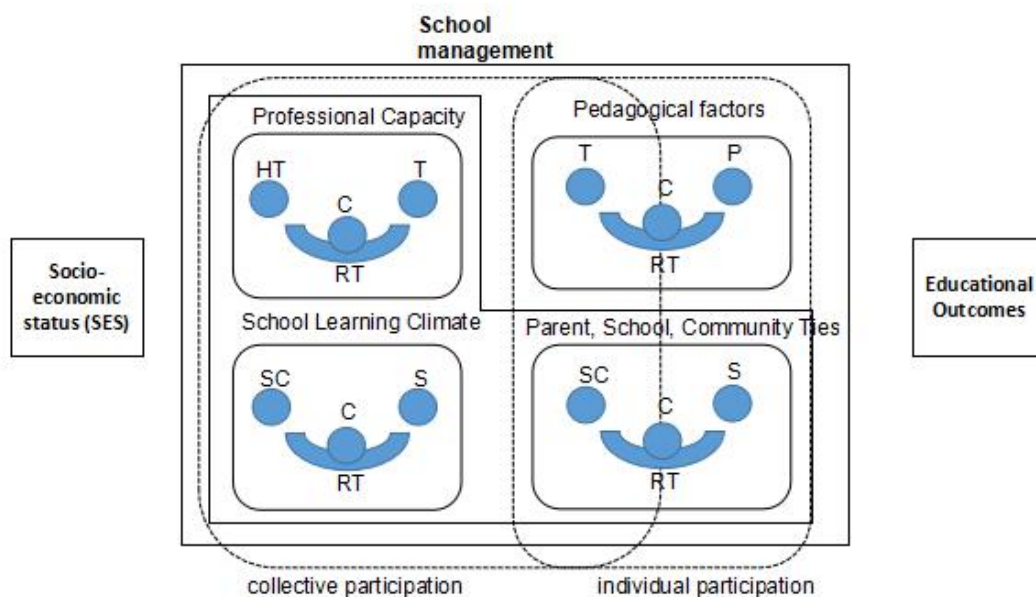 School
management
Professional Capacity
Pedagogical factors
HT
T
C
RT
T
P
C
RT
Socio-
economic
status (SES)
Educational
Outcomes
School Learning Climate
Parent, School, Community Ties
SC
S
C
RT
SC
S
C
RT
collective participation
individual participation